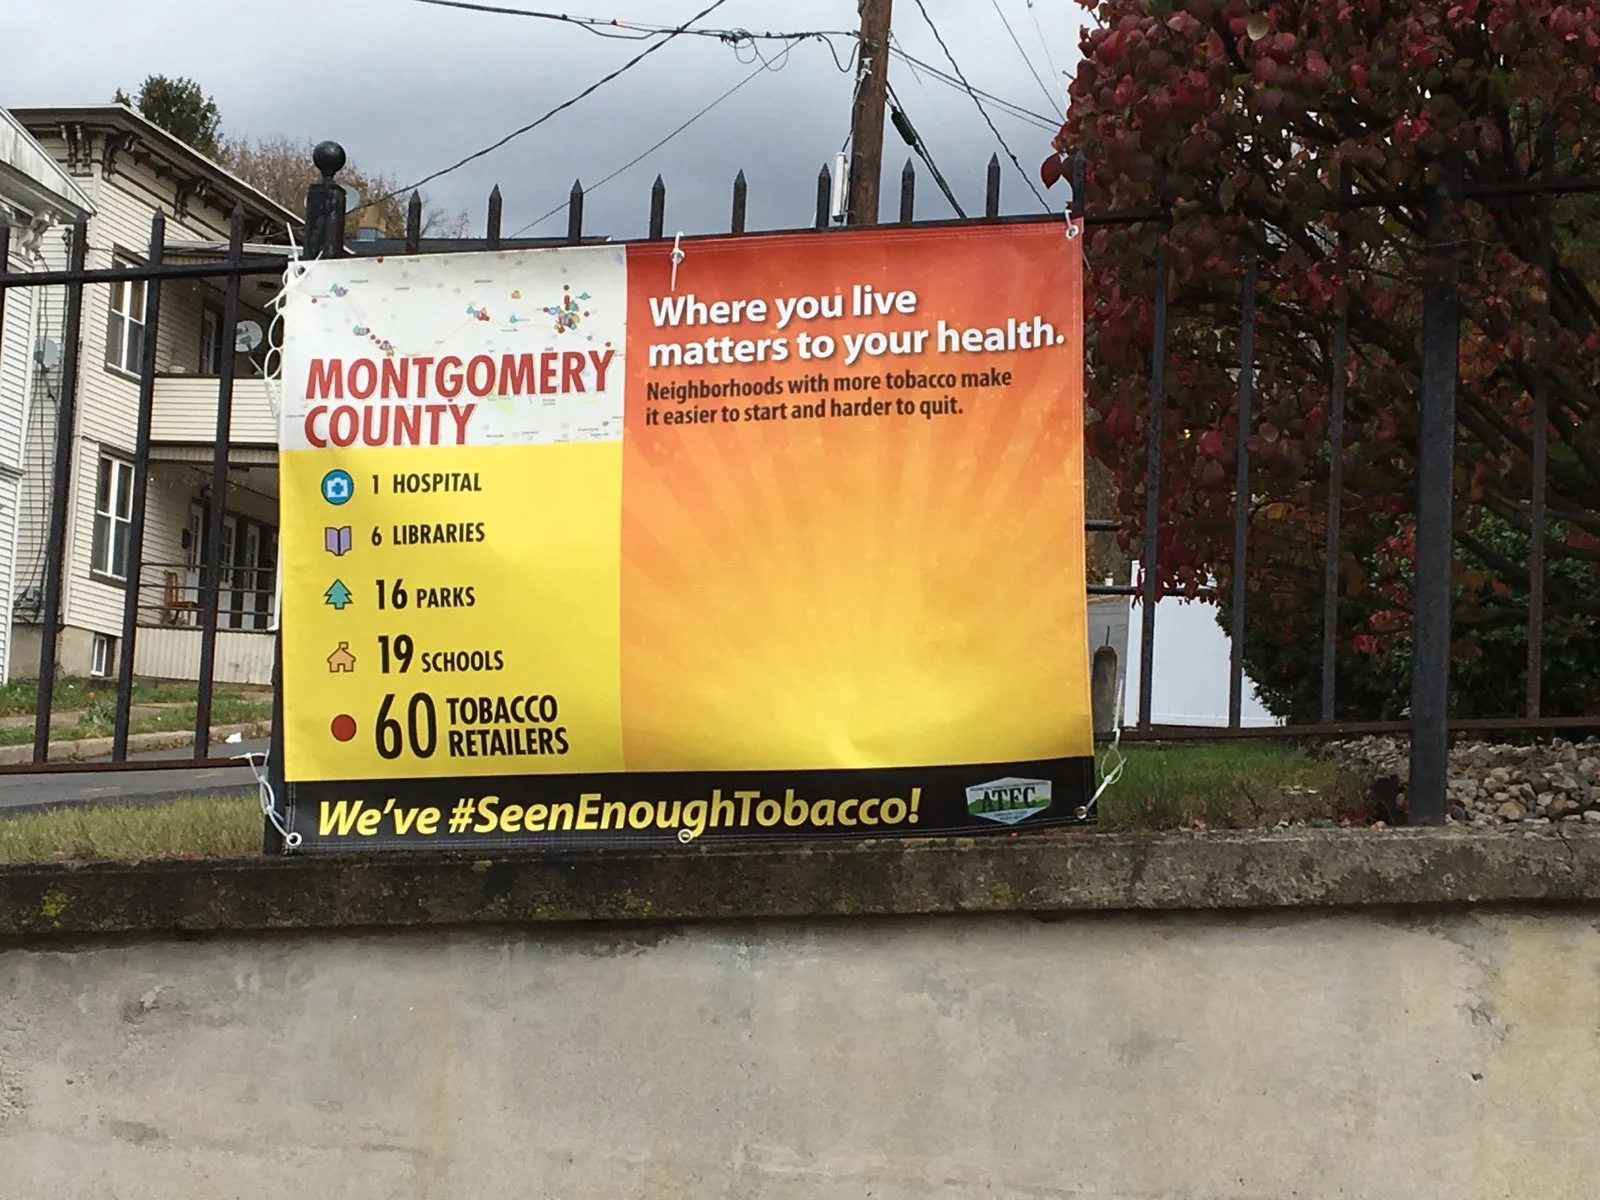 MONTGOMERY
COUNTY
1 HOSPITAL
6 LIBRARIES
16 PARKS
19 SCHOOLS
60 TOBACCO
RETAILERS
Where you live
matters to your health.
Neighborhoods with more tobacco make
it easier to start and harder to quit.
We've #SeenEnoughTobacco!
ATFC